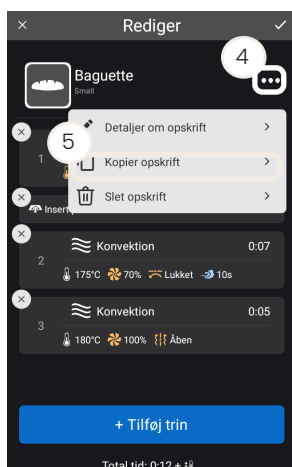 Rediger
4
Baguette
Small
5
Detaljer om opskrift
Kopier opskrift
Slet opskrift
1
Insert
Konvektion 0:07
2
175°C 70% Lukket 10s
Konvektion 0:05
3
180°C 100% Åben
+ Tilføj trin
Total tid: 0:12 +